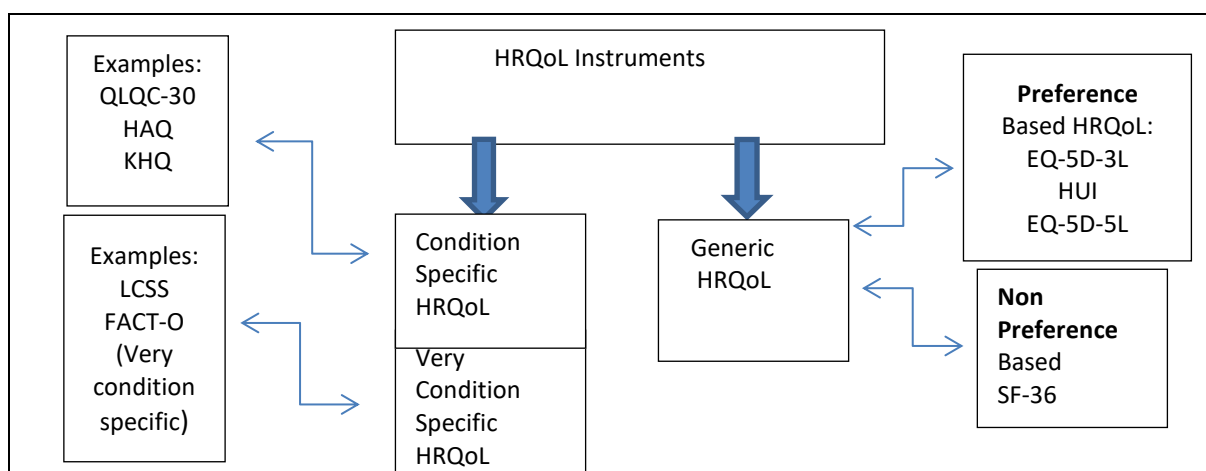 HRQoL Instruments
Examples:
QLQC-30
HAQ
KHQ
Examples:
LCSS
FACT-O
(Very
condition
specific)
Condition
Specific
HRQoL
Very
Condition
Specific
HRQoL
Generic
HRQoL
Preference
Based HRQoL:
EQ-5D-3L
HUI
EQ-5D-5L
Non
Preference
Based
SF-36